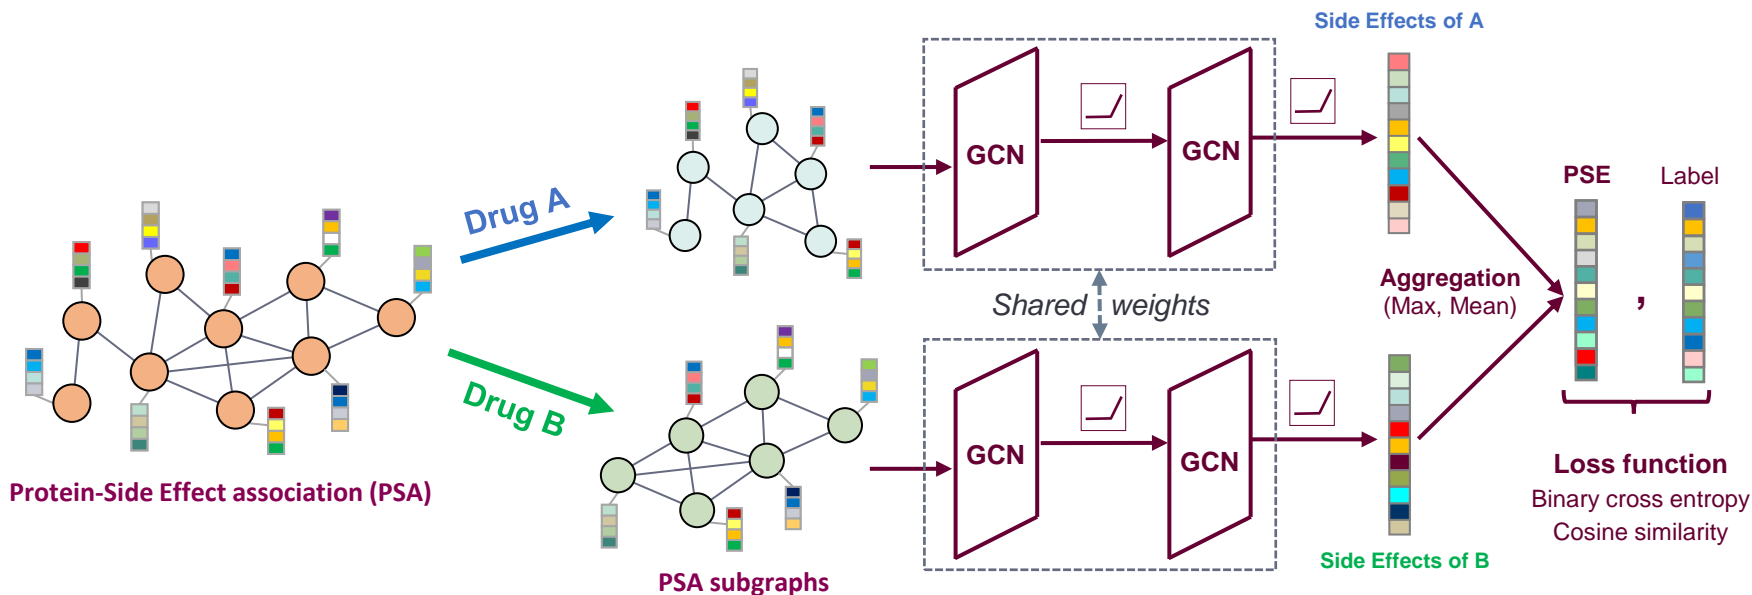 Protein-Side Effect association (PSA)
Drug A
Drug B
PSA subgraphs
GCN
GCN
Shared weights
GCN
GCN
Side Effects of A
Aggregation
(Max, Mean)
Side Effects of B
PSE
,
Label
Loss function
Binary cross entropy
Cosine similarity